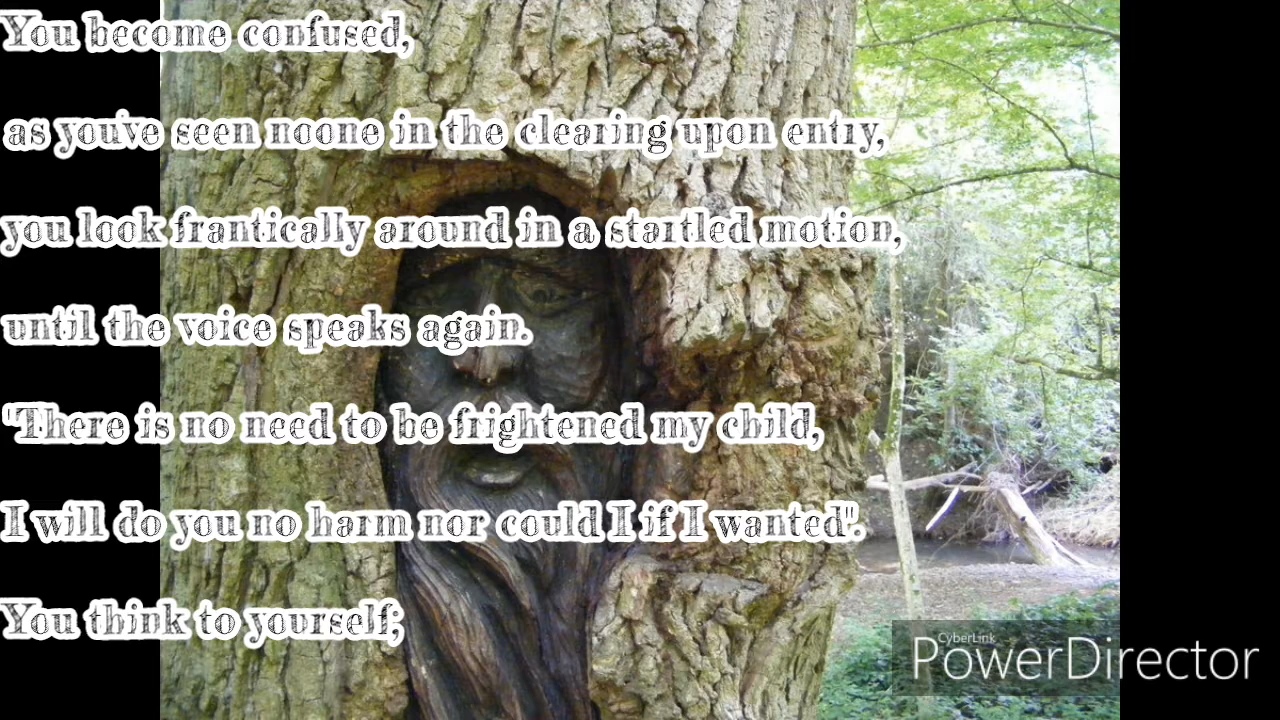 You become confused,
as you've seen noone in the clearing upon entry,
you look frantically around in a startled motion,
until the voice speaks again.
"There is no need to be frightened my child,
I will do you no harm nor could I if I wanted".
You think to yourself;
CyberLink
PowerDirector